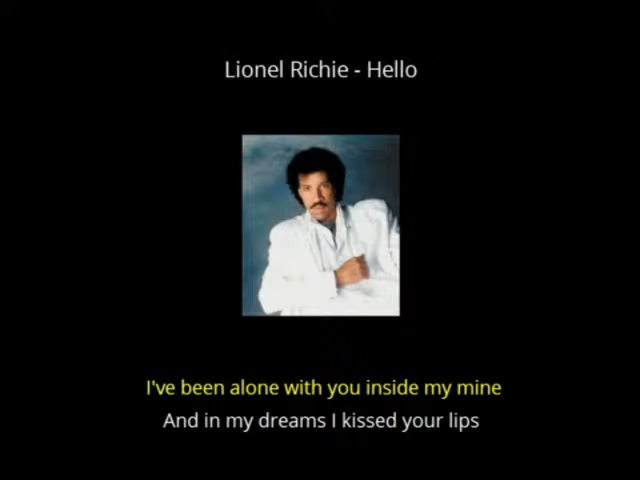 Lionel Richie - Hello
I've been alone with you inside my mine
And in my dreams I kissed your lips